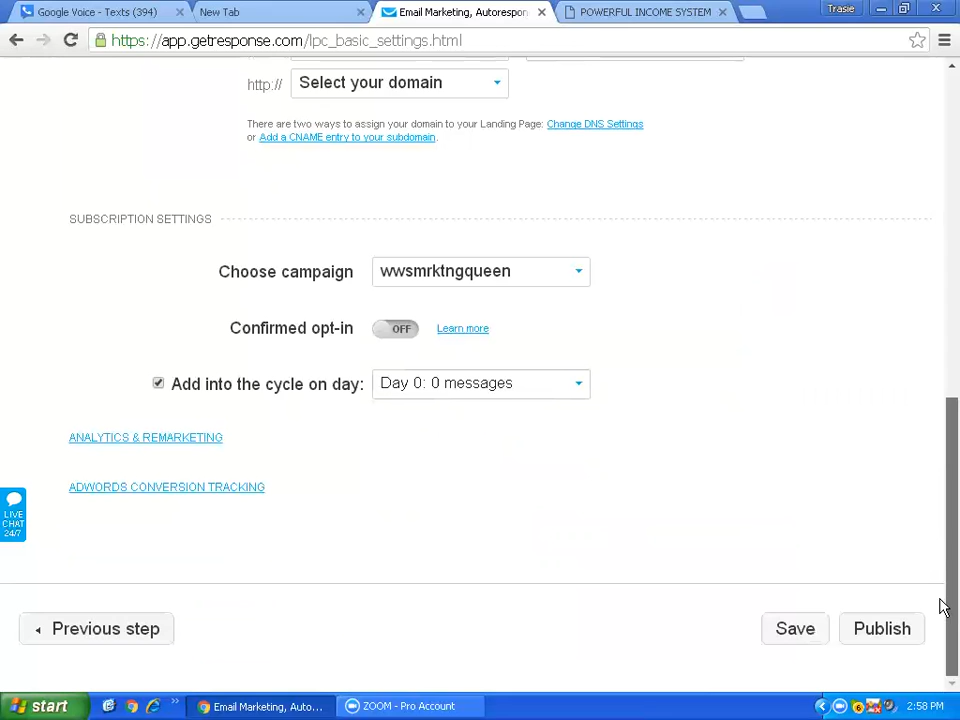 Google Voice - Texts (394)
New Tab
Email Marketing, Autorespon
POWERFUL INCOME SYSTEM
Trasie
https://app.getresponse.com/lpc_basic_settings.html
http://
Select your domain
There are two ways to assign your domain to your Landing Page: Change DNS Settings
or Add a CNAME entry to your subdomain.
SUBSCRIPTION SETTINGS
Choose campaign
wwsmrktngqueen
Confirmed opt-in
OFF
Learn more
Add into the cycle on day:
Day 0: 0 messages
ANALYTICS & REMARKETING
ADWORDS CONVERSION TRACKING
LIVE
CHAT
24/7
Previous step
Save
Publish
start
Email Marketing, Auto...
ZOOM - Pro Account
2:58 PM